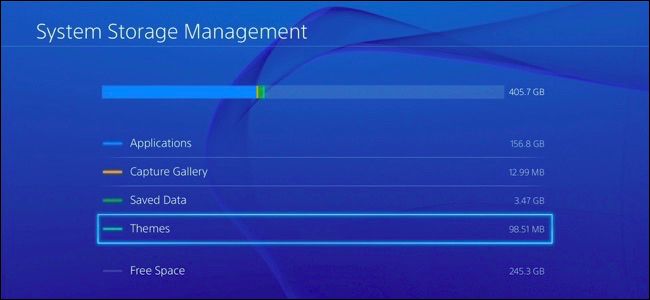 System Storage Management
405.7 GB
Applications 156.8 GB
Capture Gallery 12.99 MB
Saved Data 3.47 GB
Themes 98.51 MB
Free Space 245.3 GB